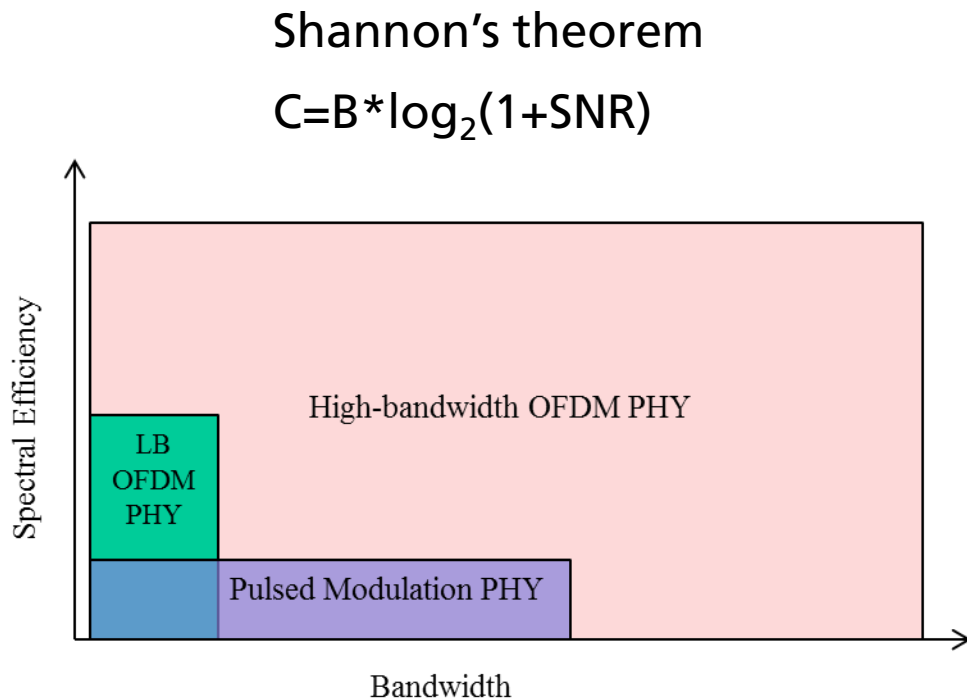 Shannon's theorem
C=B*log₂(1+SNR)
Spectral Efficiency
High-bandwidth OFDM PHY
LB
OFDM
PHY
Pulsed Modulation PHY
Bandwidth